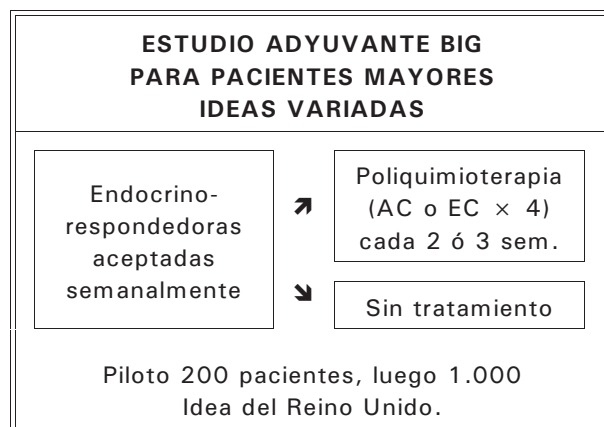 ESTUDIO ADYUVANTE BIG
PARA PACIENTES MAYORES
IDEAS VARIADAS
Endocrino-
respondedoras
aceptadas
semanalmente
Poliquimioterapia
(AC o EC × 4)
cada 2 ó 3 sem.
Sin tratamiento
Piloto 200 pacientes, luego 1.000
Idea del Reino Unido.